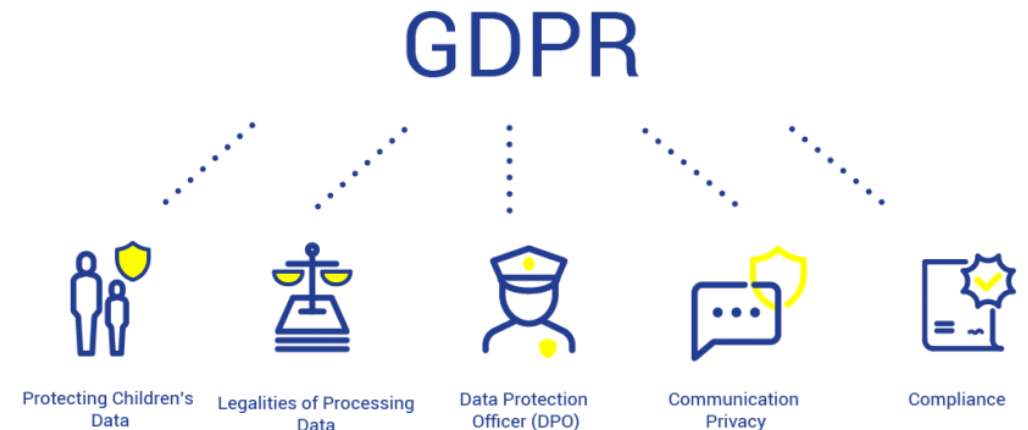 GDPR
Protecting Children's
Data
Legalities of Processing
Data
Data Protection
Officer (DPO)
Communication
Privacy
Compliance